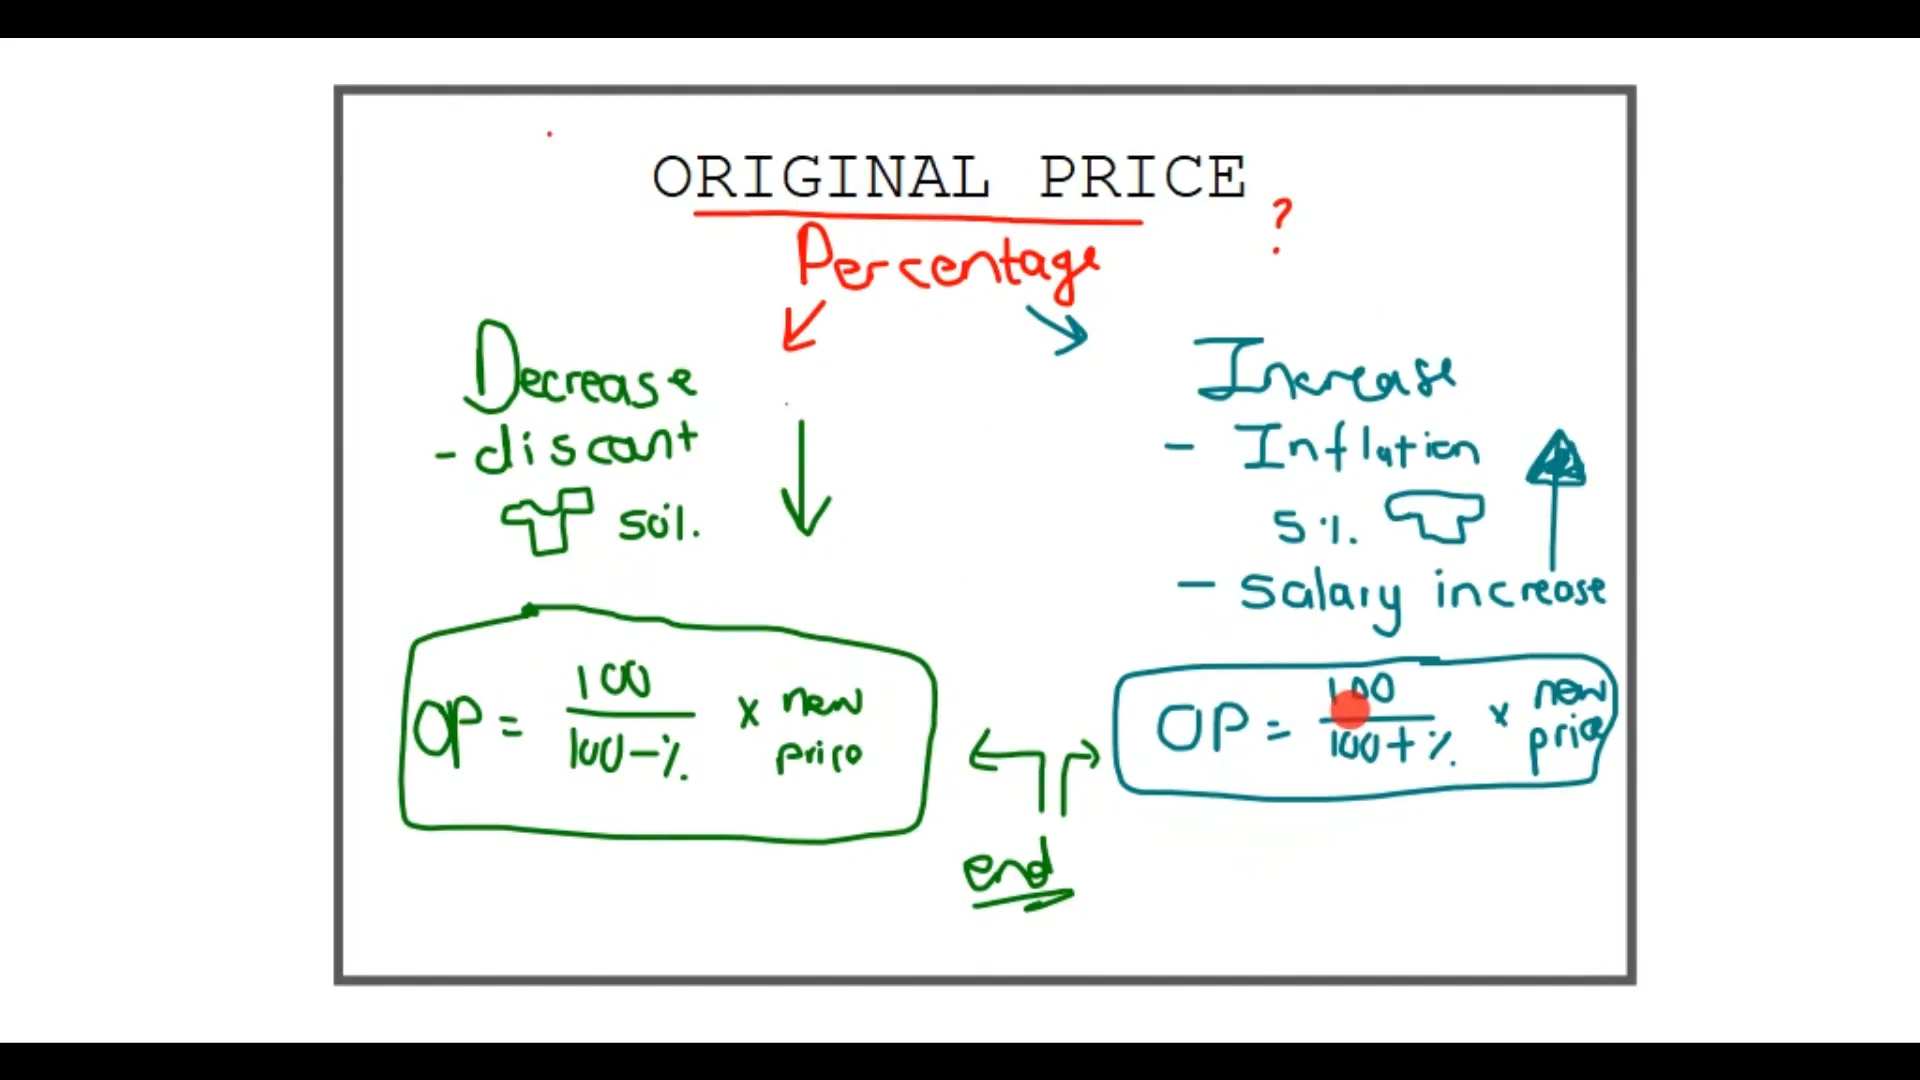 ORIGINAL PRICE
?
Percentage
Decrease
- discant
50%.
↓
Increase
- Inflation
5%.
- Salary increase
OP = 100 / 100-%. x new price
OP = 100 / 100+%. x new price
end